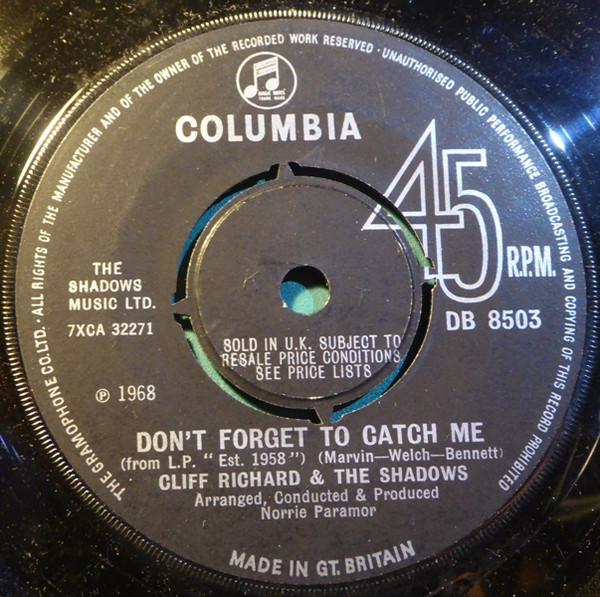 THE GRAMOPHONE CO. LTD. · ALL RIGHTS OF THE MANUFACTURER AND OF THE OWNER OF THE RECORDED WORK RESERVED · UNAUTHORISED PUBLIC PERFORMANCE BROADCASTING AND COPYING OF THIS RECORD PROHIBITED
COLUMBIA
45
R.P.M.
DB 8503
THE
SHADOWS
MUSIC LTD.
7XCA 32271
℗ 1968
SOLD IN U.K. SUBJECT TO
RESALE PRICE CONDITIONS,
SEE PRICE LISTS
DON'T FORGET TO CATCH ME
(from L.P. “ Est. 1958 ”) (Marvin—Welch—Bennett)
CLIFF RICHARD & THE SHADOWS
Arranged, Conducted & Produced
Norrie Paramor
MADE IN GT. BRITAIN